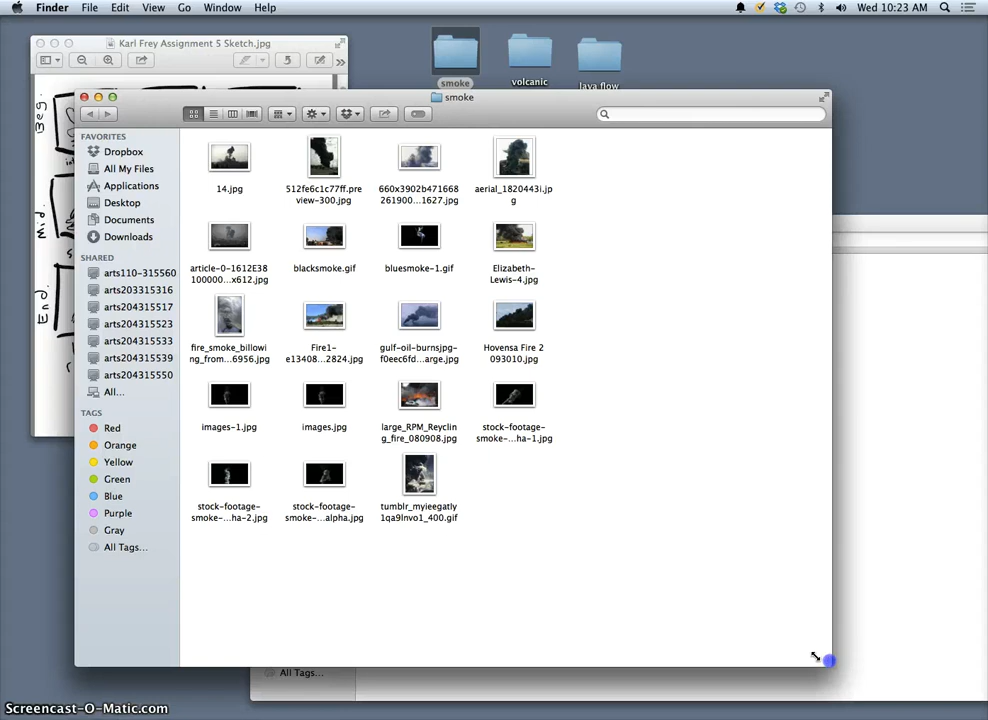 Finder File Edit View Go Window Help
Wed 10:23 AM
Karl Frey Assignment 5 Sketch.jpg
smoke
volcanic
lava flow
Beg.
Mid.
End
smoke
FAVORITES
Dropbox
All My Files
Applications
Desktop
Documents
Downloads
SHARED
arts110-315560
arts203315316
arts204315517
arts204315523
arts204315533
arts204315539
arts204315550
All...
TAGS
Red
Orange
Yellow
Green
Blue
Purple
Gray
All Tags...
14.jpg
512fe6c1c77ff.pre
view-300.jpg
660x3902b471668
261900...1627.jpg
aerial_1820443i.jp
g
article-0-1612E38
100000...x612.jpg
blacksmoke.gif
bluesmoke-1.gif
Elizabeth-
Lewis-4.jpg
fire_smoke_billowi
ng_from...6956.jpg
Fire1-
e13408...2824.jpg
gulf-oil-burnsjpg-
f0eec6fd...arge.jpg
Hovensa Fire 2
093010.jpg
images-1.jpg
images.jpg
large_RPM_Reyclin
g_fire_080908.jpg
stock-footage-
smoke-...ha-1.jpg
stock-footage-
smoke-...ha-2.jpg
stock-footage-
smoke-...alpha.jpg
tumblr_myieegatly
1qa9lnvo1_400.gif
All Tags...
Screencast-O-Matic.com